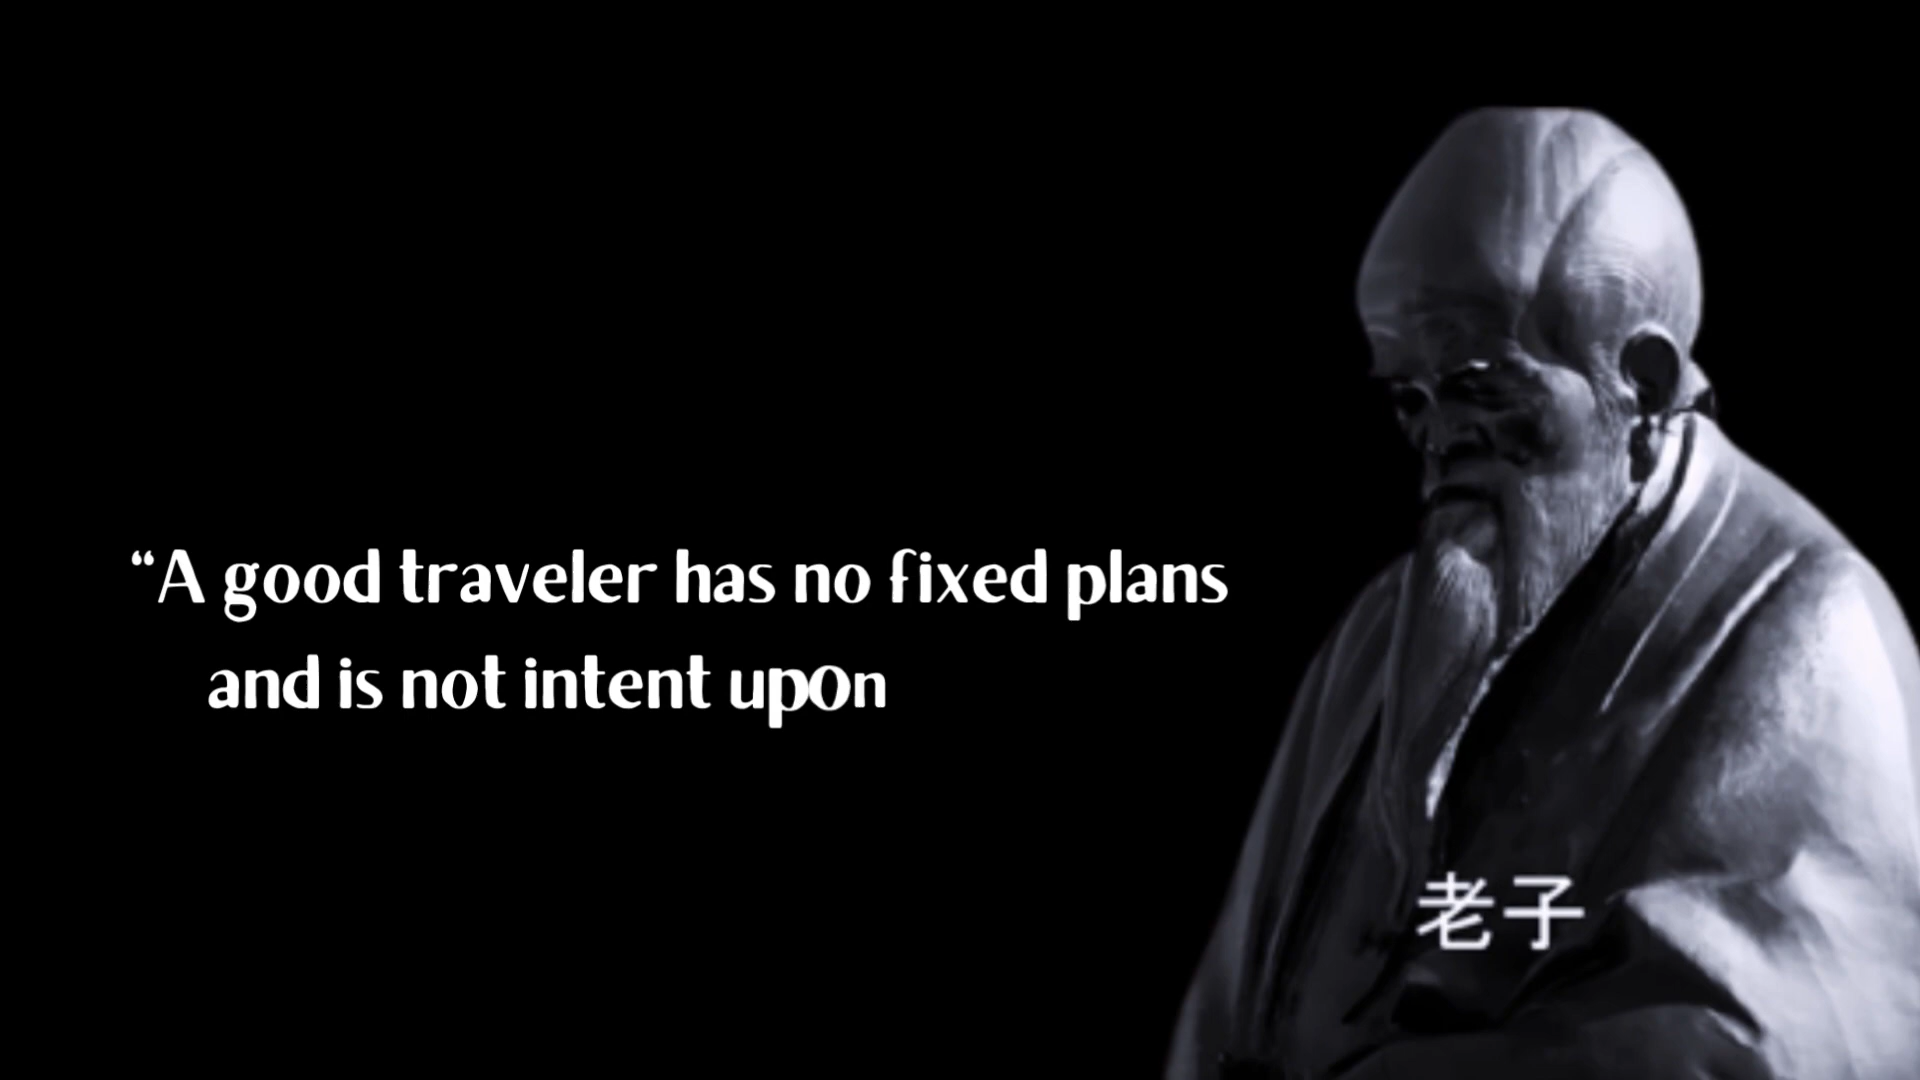 “A good traveler has no fixed plans
and is not intent upon
老子